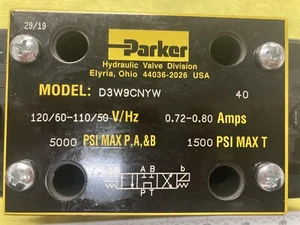 29/19
Parker
Hydraulic Valve Division
Elyria, Ohio 44036-2026 USA
MODEL: D3W9CNYW 40
120/60-110/50 V/Hz 0.72-0.80 Amps
5000 PSI MAX P,A,&B 1500 PSI MAX T
a A B b
P T